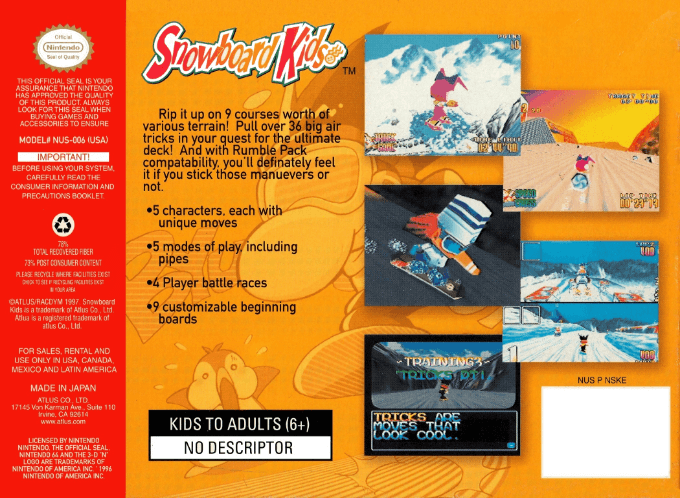 Official
Nintendo
Seal of Quality
THIS OFFICIAL SEAL IS YOUR
ASSURANCE THAT NINTENDO
HAS APPROVED THE QUALITY
OF THIS PRODUCT. ALWAYS
LOOK FOR THIS SEAL WHEN
BUYING GAMES AND
ACCESSORIES TO ENSURE
MODEL# NUS-006 (USA)
IMPORTANT!
BEFORE USING YOUR SYSTEM,
CAREFULLY READ THE
CONSUMER INFORMATION AND
PRECAUTIONS BOOKLET.
78%
TOTAL RECOVERED FIBER
73% POST CONSUMER CONTENT
PLEASE RECYCLE WHERE FACILITIES EXIST
CHECK TO SEE IF RECYCLING FACILITIES EXIST
IN YOUR AREA
©ATLUS/RACDYM 1997 Snowboard
Kids is a trademark of Atlus Co., Ltd
Atlus is a registered trademark of
atlus Co., Ltd.
FOR SALES, RENTAL AND
USE ONLY IN USA, CANADA,
MEXICO AND LATIN AMERICA
MADE IN JAPAN
ATLUS CO., LTD.
17145 Von Karman Ave., Suite 110
Irvine, CA 92614
www.atlus.com
LICENSED BY NINTENDO
NINTENDO, THE OFFICIAL SEAL,
NINTENDO 64 AND THE 3-D "N"
LOGO ARE TRADEMARKS OF
NINTENDO OF AMERICA INC. ' 1996
NINTENDO OF AMERICA INC
Snowboard Kids TM
Rip it up on 9 courses worth of
various terrain! Pull over 36 big air
tricks in your quest for the ultimate
deck! And with Rumble Pack
compatability, you'll definately feel
it if you stick those manuevers or
not.
•5 characters, each with
unique moves
•5 modes of play, including
pipes
•4 Player battle races
•9 customizable beginning
boards
KIDS TO ADULTS (6+)
NO DESCRIPTOR
POINT
10
TARGET TIME
TRAINING3
TRICKS
TRICKS ARE
MOVES THAT
LOOK COOL.
NUS P NSKE